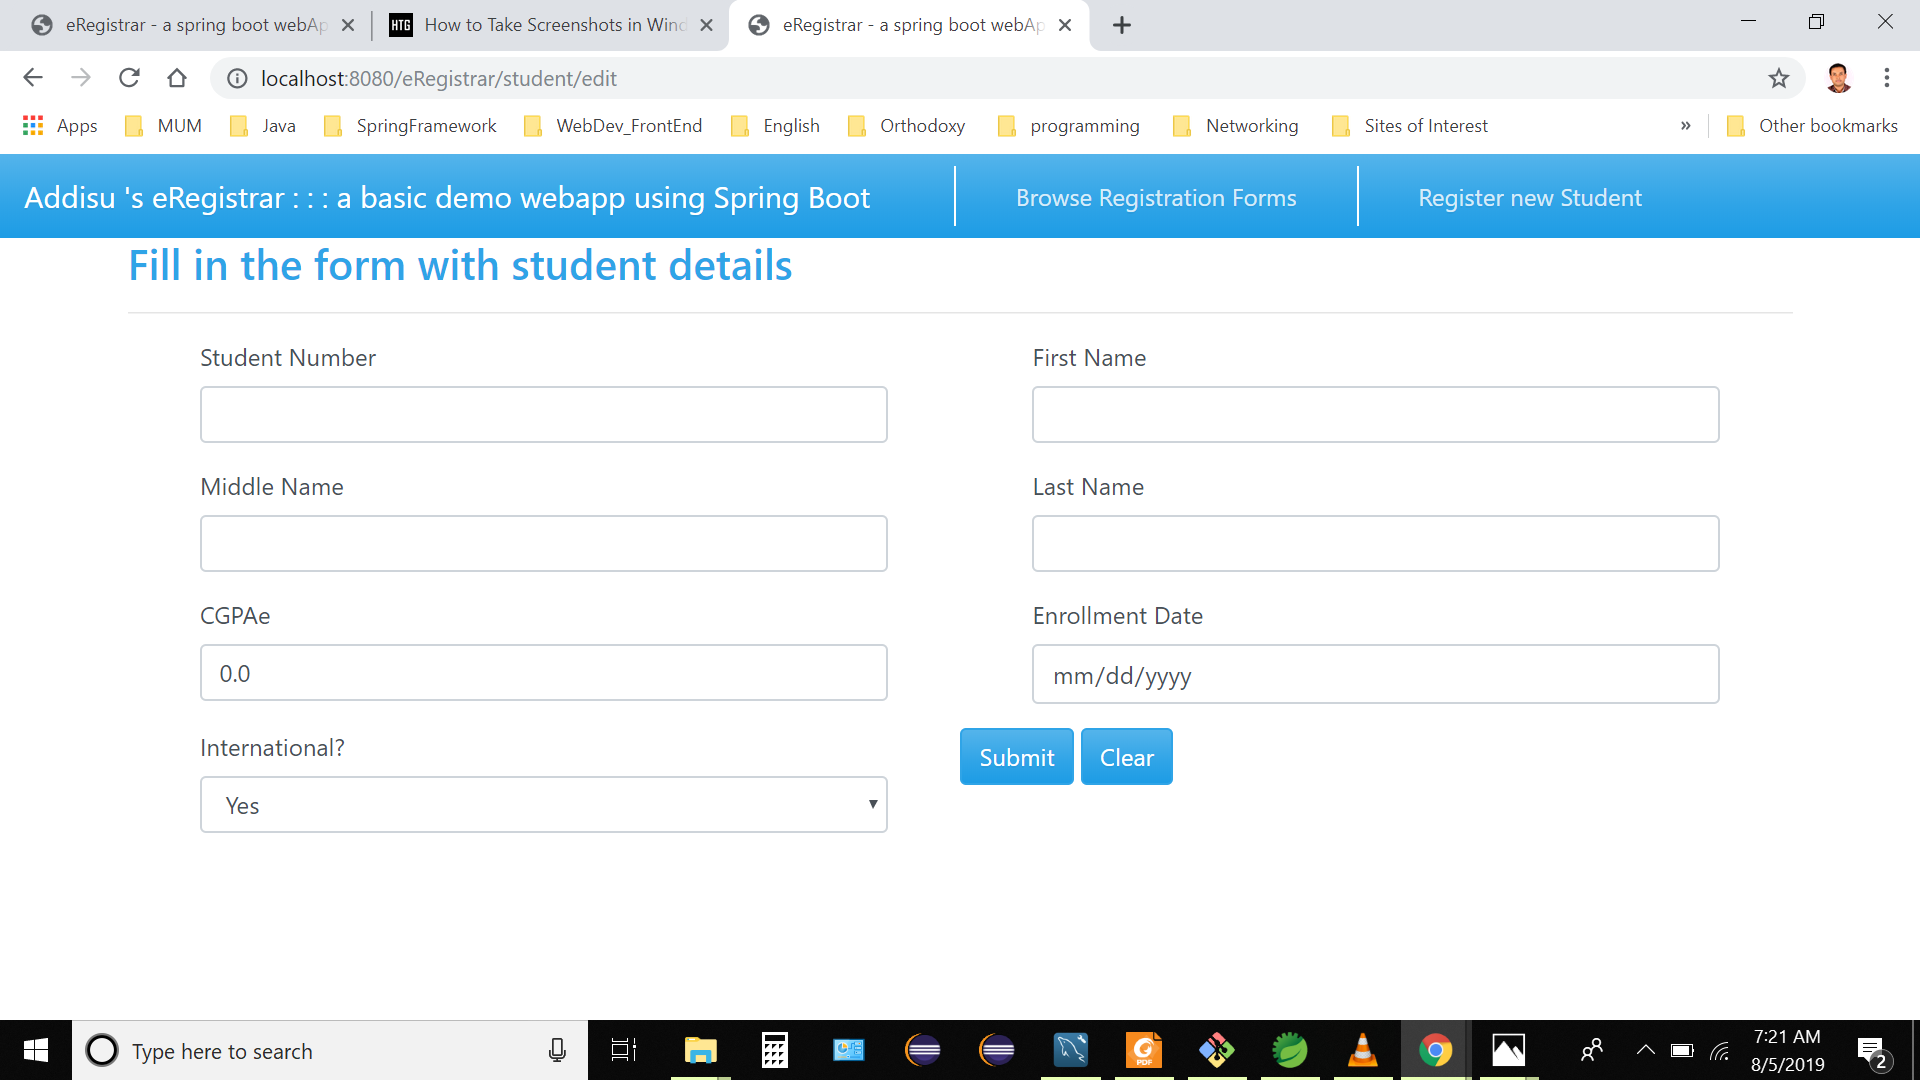 eRegistrar - a spring boot webAp
How to Take Screenshots in Wind
eRegistrar - a spring boot webAp
localhost:8080/eRegistrar/student/edit
Apps MUM Java SpringFramework WebDev_FrontEnd English Orthodoxy programming Networking Sites of Interest » Other bookmarks
Addisu 's eRegistrar : : : a basic demo webapp using Spring Boot Browse Registration Forms Register new Student
Fill in the form with student details
Student Number First Name
Middle Name Last Name
CGPAe Enrollment Date
0.0 mm/dd/yyyy
International?
Submit Clear
Yes
Type here to search
7:21 AM
8/5/2019
2
HTG
PDF